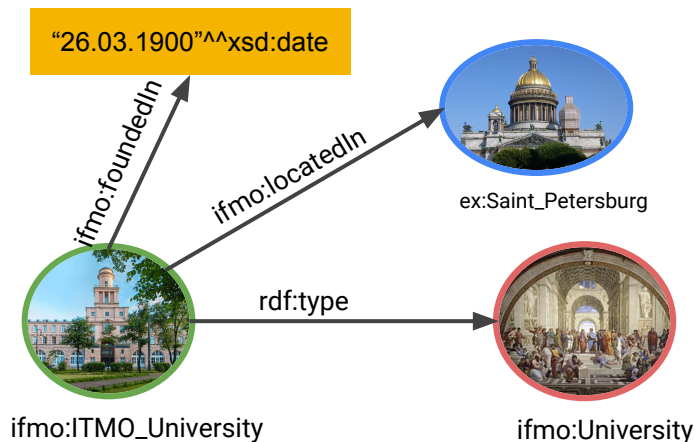 “26.03.1900”^^xsd:date
ifmo:foundedIn
ifmo:locatedIn
ex:Saint_Petersburg
rdf:type
ifmo:ITMO_University
ifmo:University